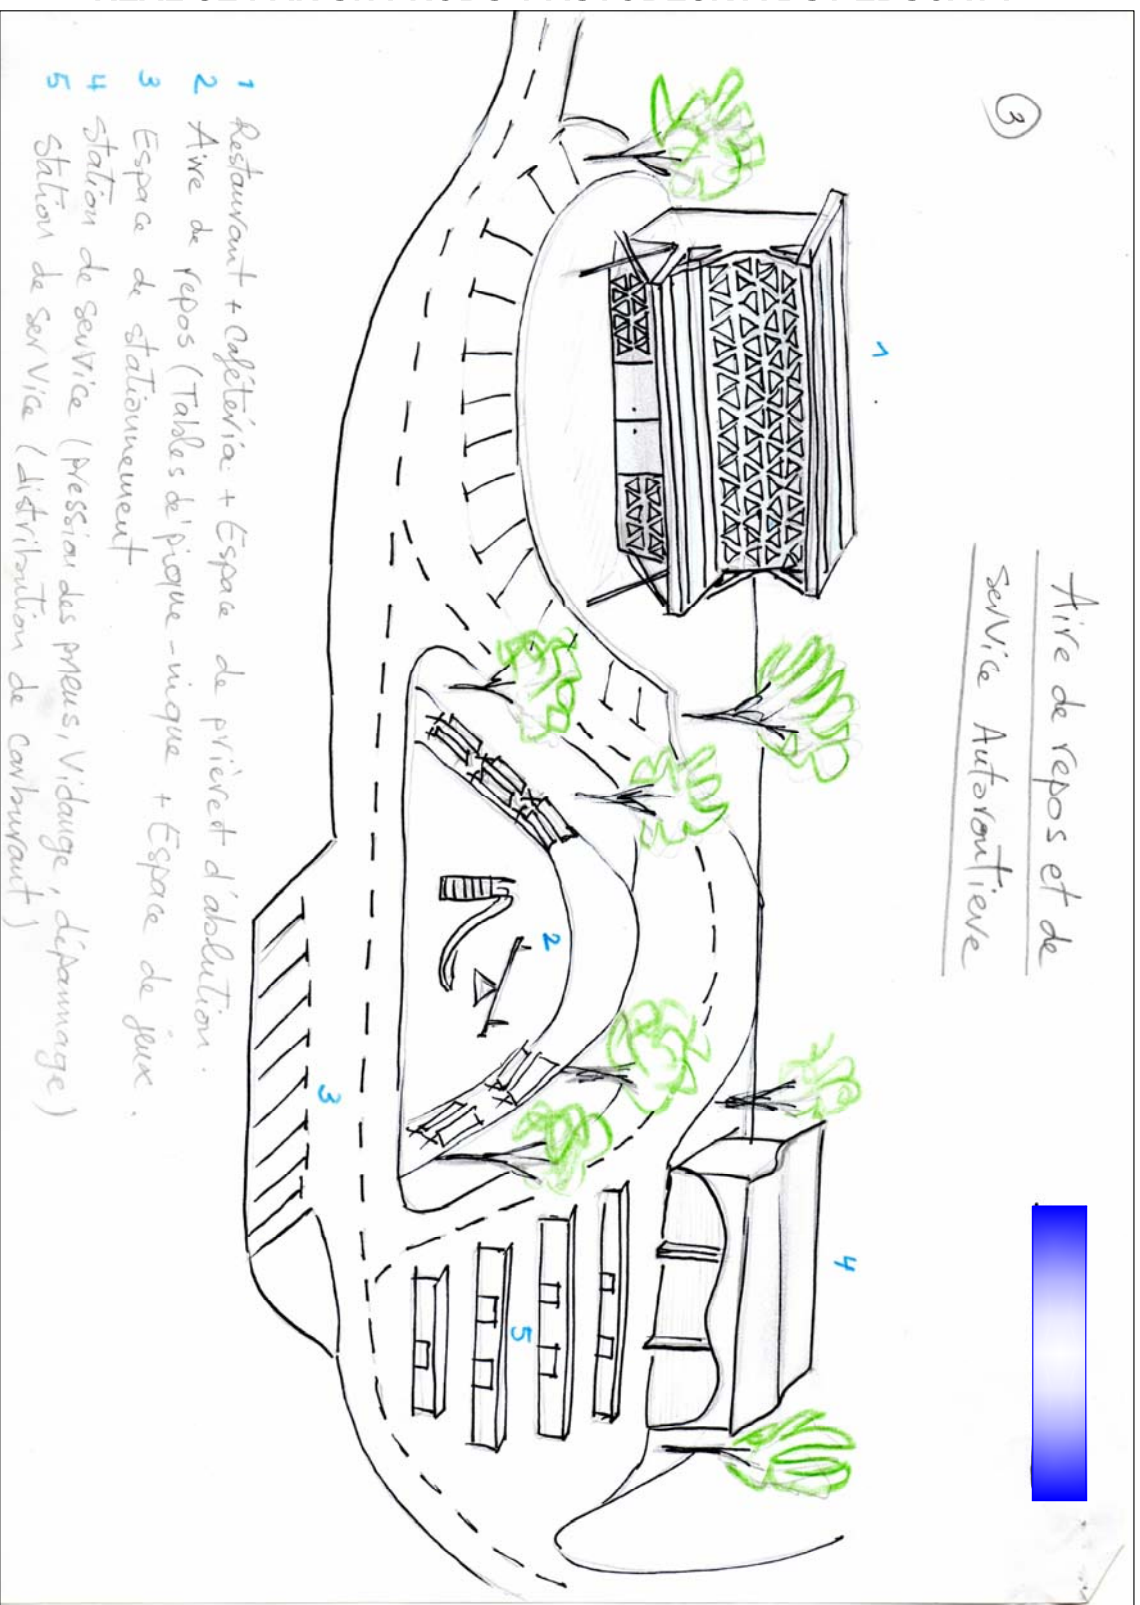 3
Aire de repos et de
service Autoroutiere
1
2
3
4
5
1 Restaurant + Cafétéria + Espace de prière et d'ablution.
2 Aire de repos (Tables de pique-nique + Espace de jeux.
3 Espace de stationnement.
4 Station de service (pression des pneus, Vidange, dépannage)
5 Station de service (distribution de carburant)